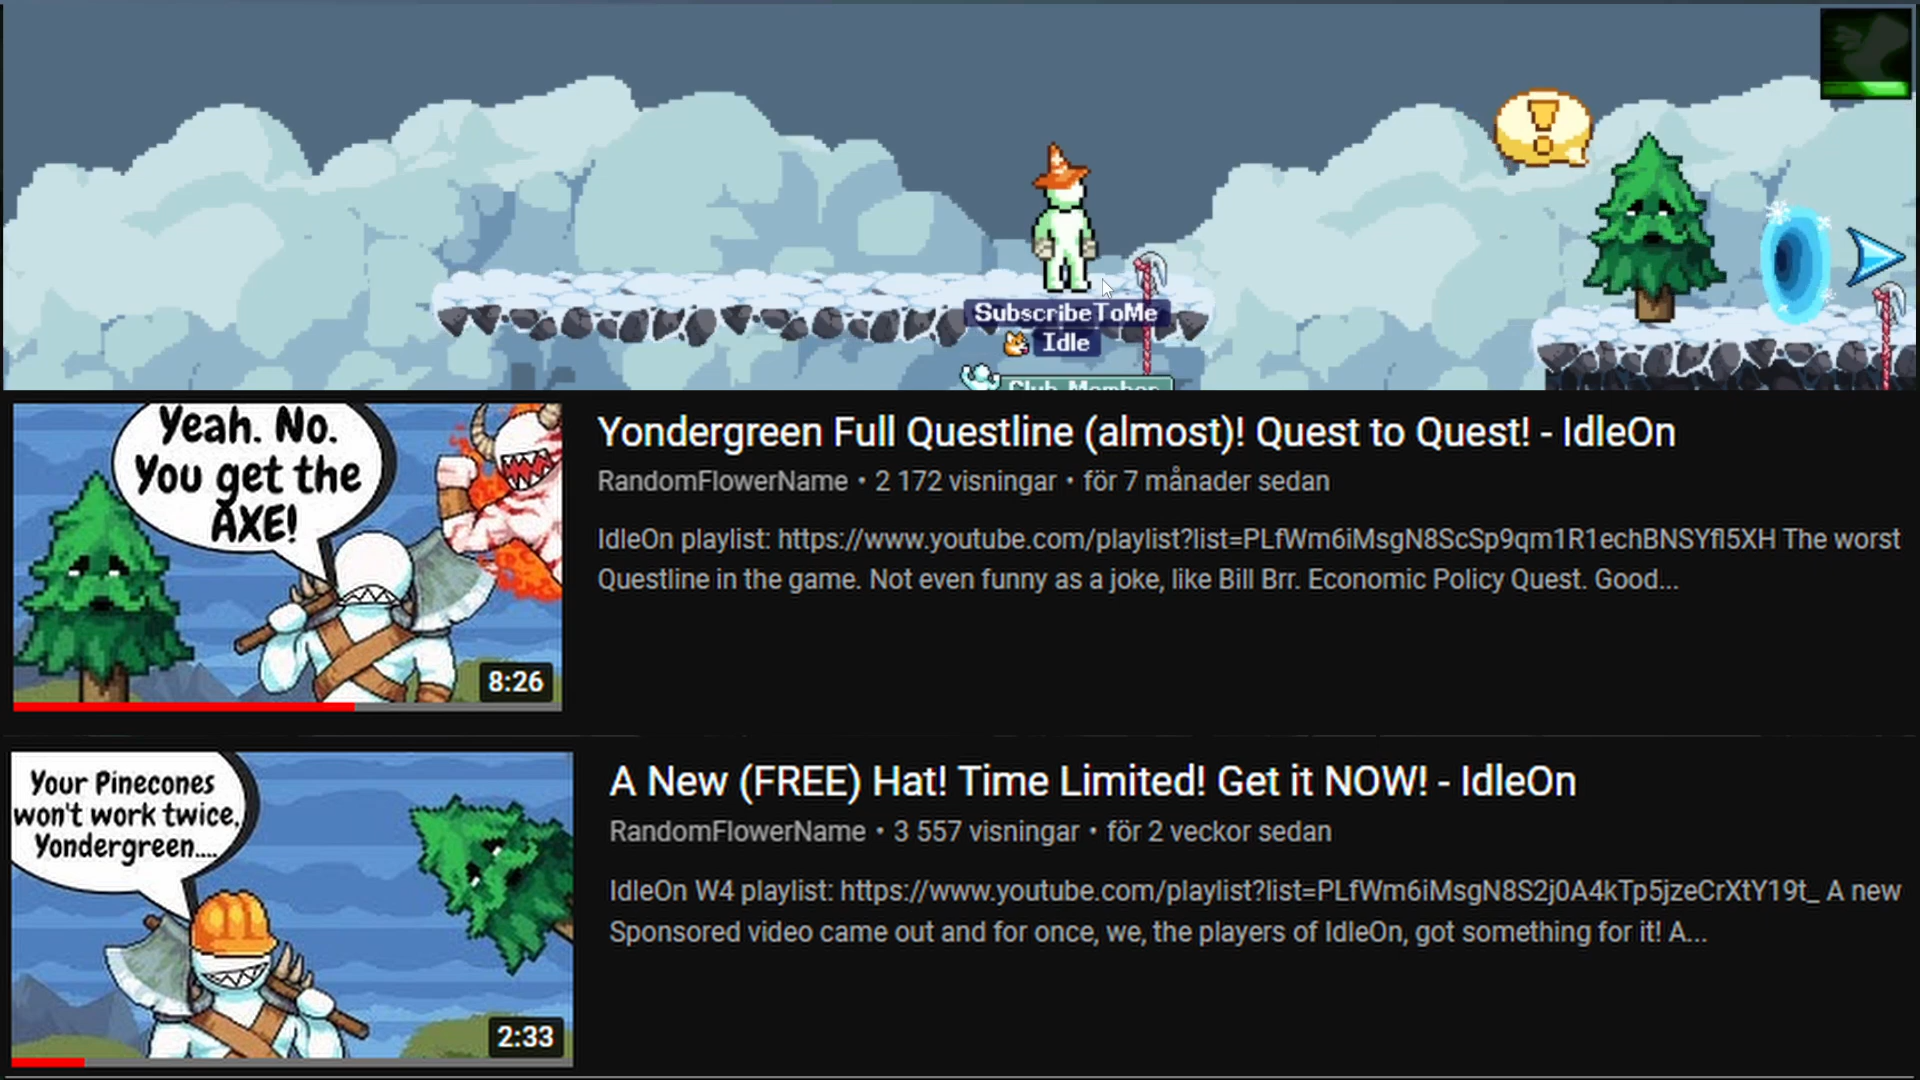 SubscribeToMe
Idle
Club Member
Yeah. No.
You get the
AXE!
8:26
Yondergreen Full Questline (almost)! Quest to Quest! - IdleOn
RandomFlowerName • 2 172 visningar • för 7 månader sedan
IdleOn playlist: https://www.youtube.com/playlist?list=PLfWm6iMsgN8ScSp9qm1R1echBNSYfl5XH The worst
Questline in the game. Not even funny as a joke, like Bill Brr. Economic Policy Quest. Good...
Your Pinecones
won't work twice,
Yondergreen....
2:33
A New (FREE) Hat! Time Limited! Get it NOW! - IdleOn
RandomFlowerName • 3 557 visningar • för 2 veckor sedan
IdleOn W4 playlist: https://www.youtube.com/playlist?list=PLfWm6iMsgN8S2j0A4kTp5jzeCrXtY19t_ A new
Sponsored video came out and for once, we, the players of IdleOn, got something for it! A...